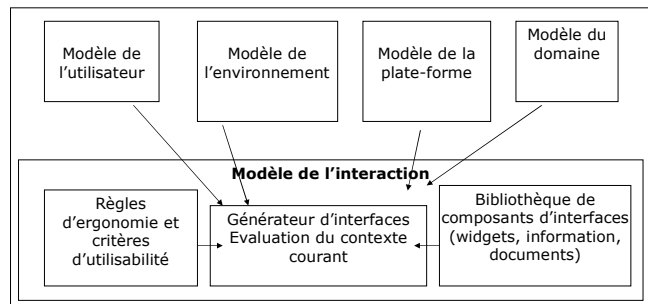 Modèle de
l’utilisateur
Modèle de
l’environnement
Modèle de la
plate-forme
Modèle du
domaine
Modèle de l’interaction
Règles
d’ergonomie et
critères
d’utilisabilité
Générateur d’interfaces
Evaluation du contexte
courant
Bibliothèque de
composants d’interfaces
(widgets, information,
documents)